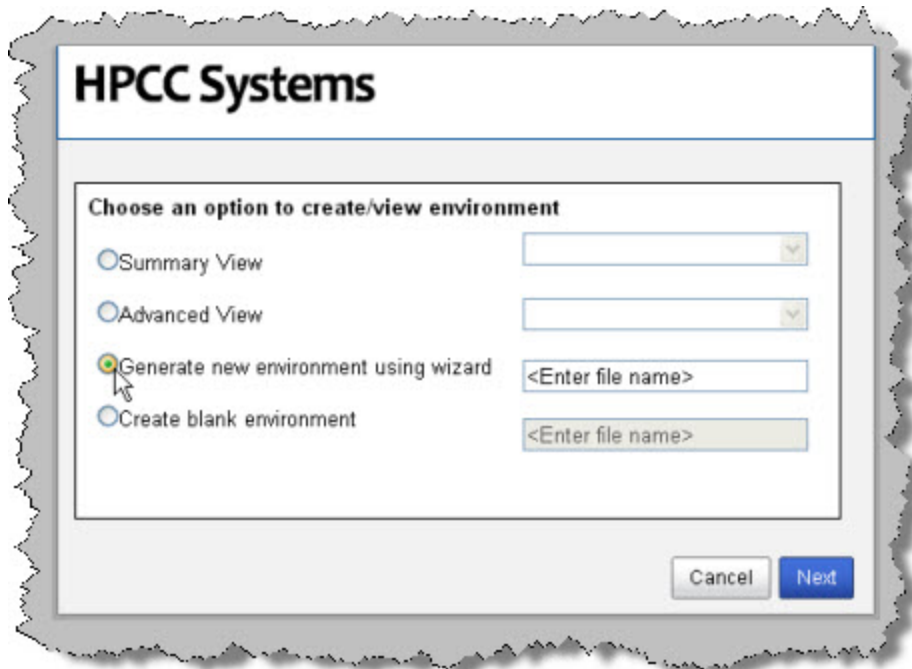 HPCC Systems
Choose an option to create/view environment
Summary View
Advanced View
Generate new environment using wizard
<Enter file name>
Create blank environment
<Enter file name>
Cancel Next